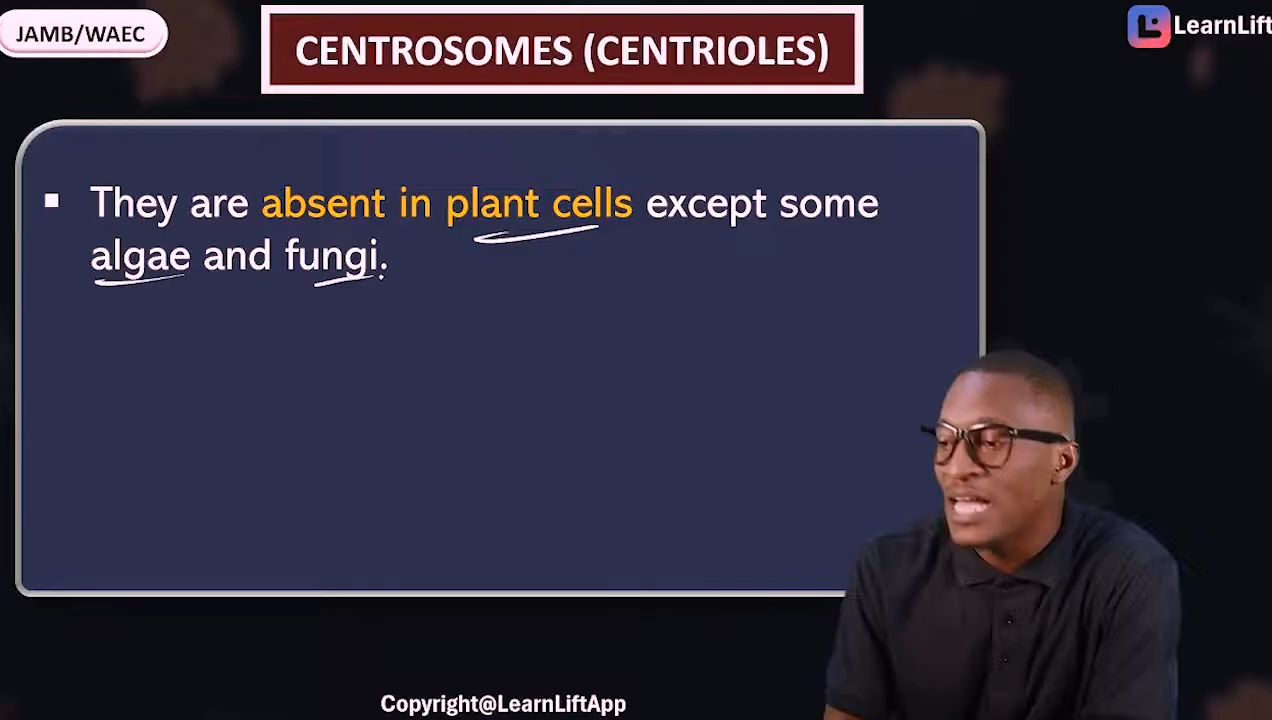 JAMB/WAEC
CENTROSOMES (CENTRIOLES)
LearnLift
▪ They are absent in plant cells except some
algae and fungi.
Copyright@LearnLiftApp